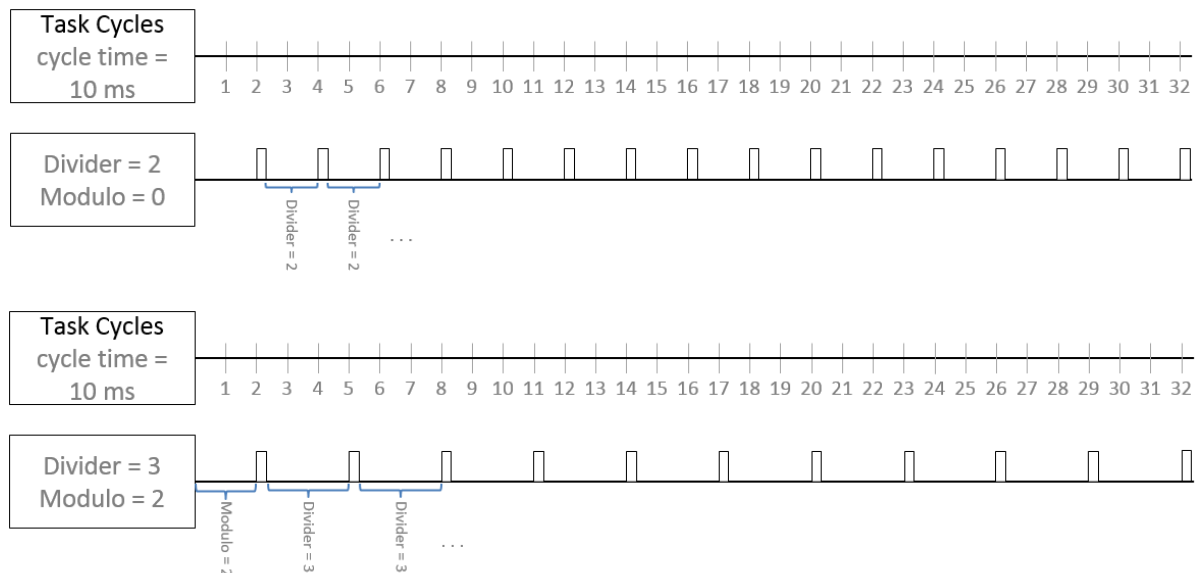 Task Cycles
cycle time =
10 ms
1 2 3 4 5 6 7 8 9 10 11 12 13 14 15 16 17 18 19 20 21 22 23 24 25 26 27 28 29 30 31 32
Divider = 2
Modulo = 0
Divider = 2
Divider = 2
...
Task Cycles
cycle time =
10 ms
1 2 3 4 5 6 7 8 9 10 11 12 13 14 15 16 17 18 19 20 21 22 23 24 25 26 27 28 29 30 31 32
Divider = 3
Modulo = 2
Modulo = 2
Divider = 3
Divider = 3
...